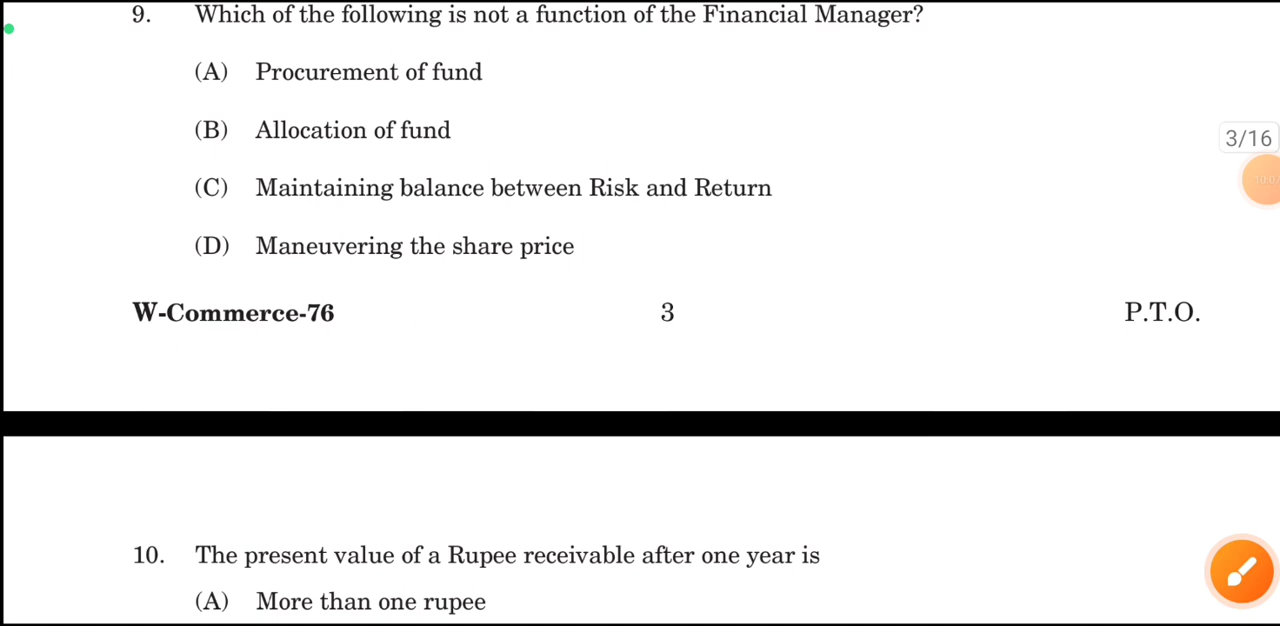 9. Which of the following is not a function of the Financial Manager?
(A) Procurement of fund
(B) Allocation of fund
3/16
(C) Maintaining balance between Risk and Return
(D) Maneuvering the share price
W-Commerce-76 3 P.T.O.
10. The present value of a Rupee receivable after one year is
(A) More than one rupee